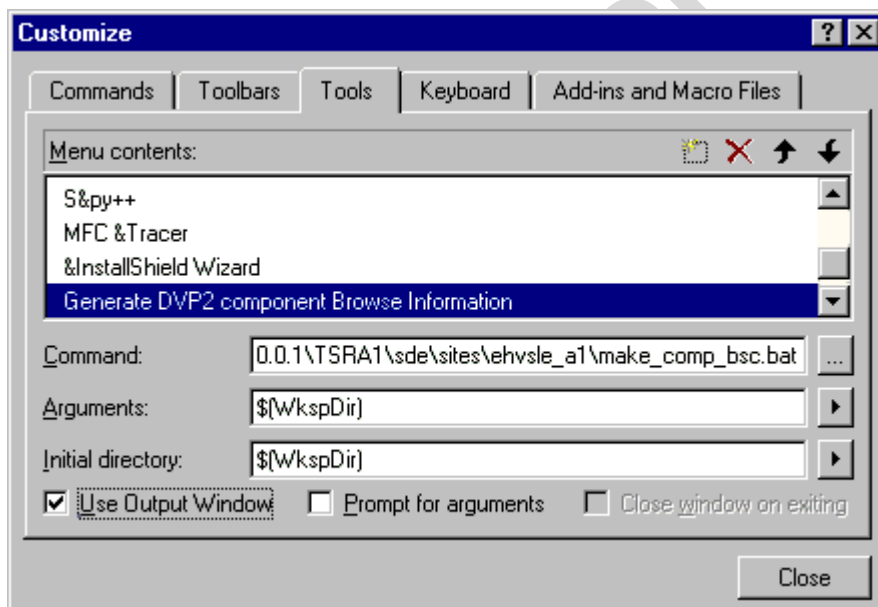 Customize
Commands Toolbars Tools Keyboard Add-ins and Macro Files
Menu contents:
S&py++
MFC &Tracer
&InstallShield Wizard
Generate DVP2 component Browse Information
Command: 0.0.1\TSRA1\sde\sites\ehvsle_a1\make_comp_bsc.bat ...
Arguments: $(WkspDir)
Initial directory: $(WkspDir)
Use Output Window Prompt for arguments Close window on exiting
Close